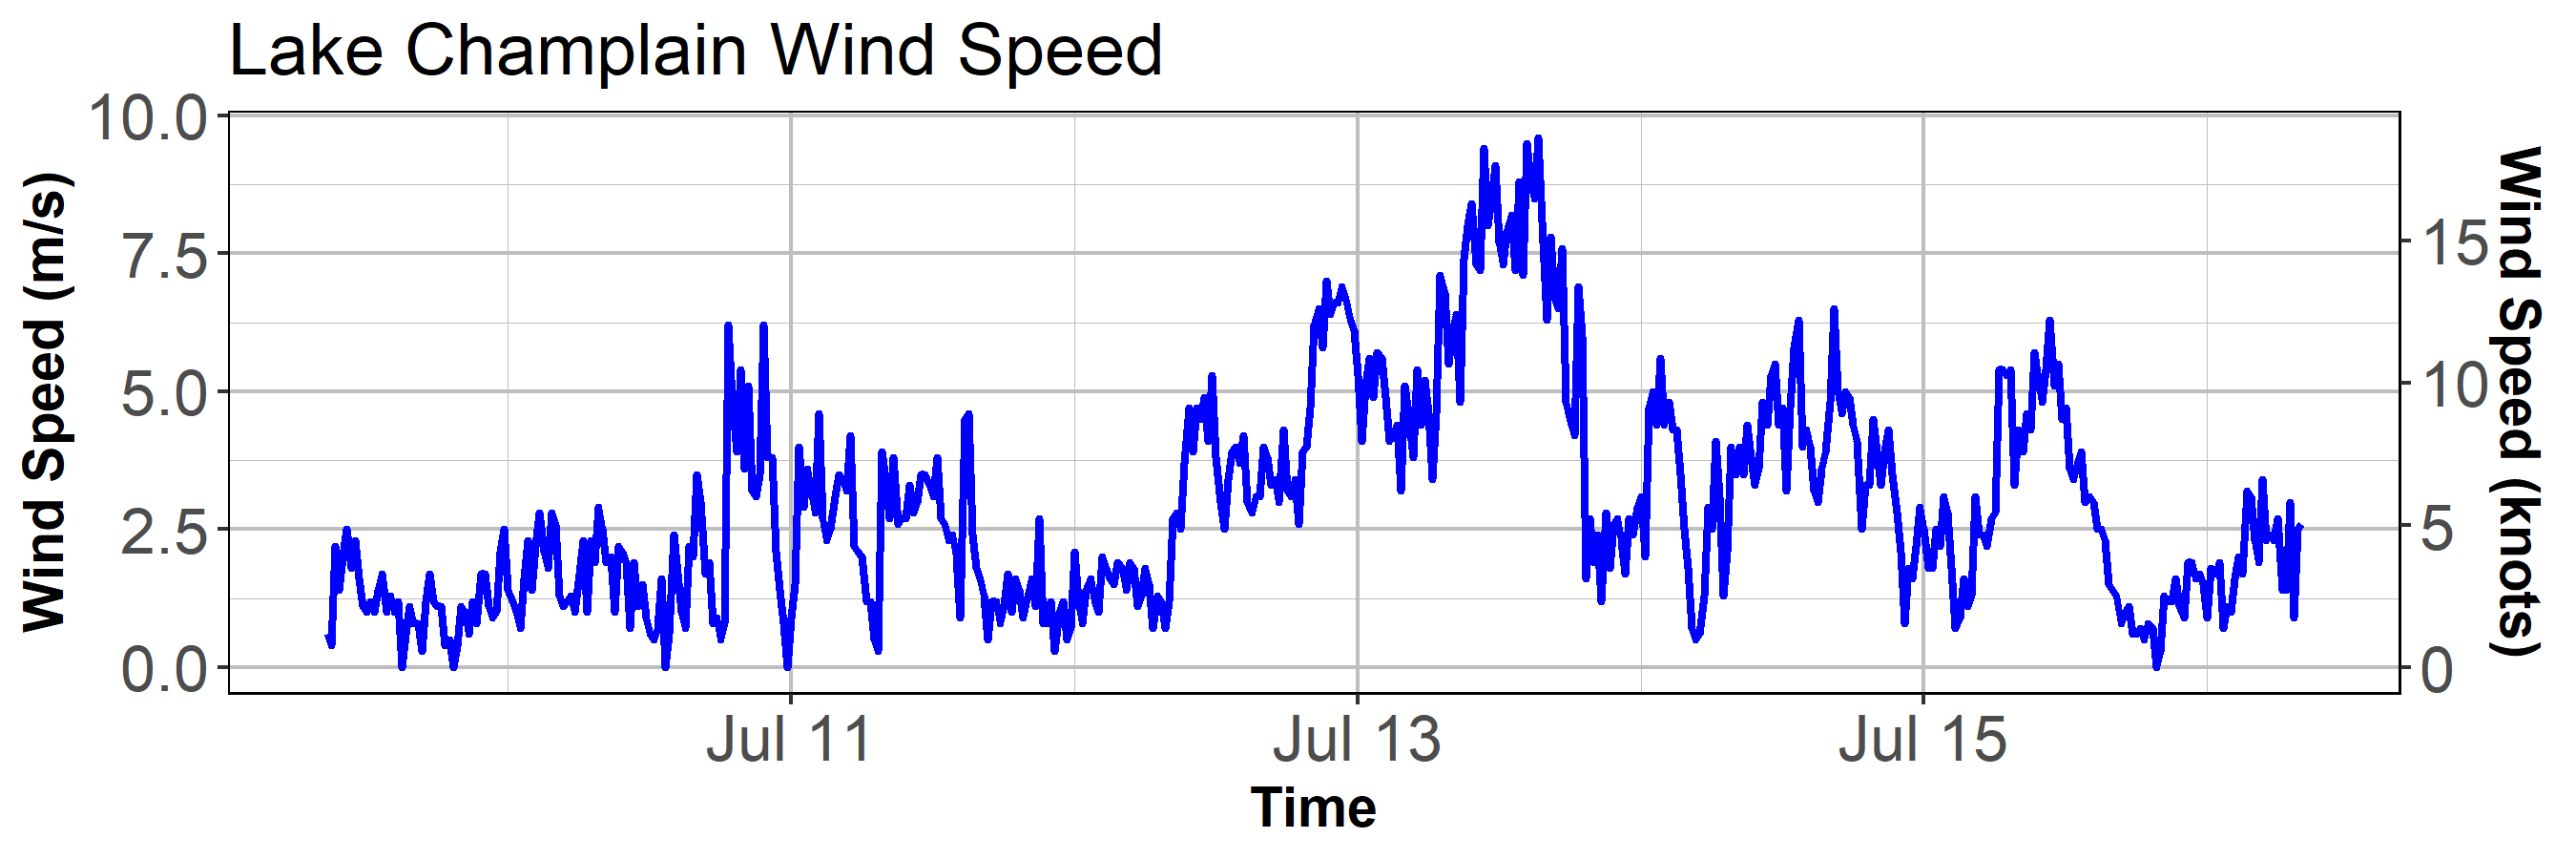 Lake Champlain Wind Speed
Wind Speed (m/s)
10.0
7.5
5.0
2.5
0.0
Wind Speed (knots)
15
10
5
0
Jul 11 Jul 13 Jul 15
Time